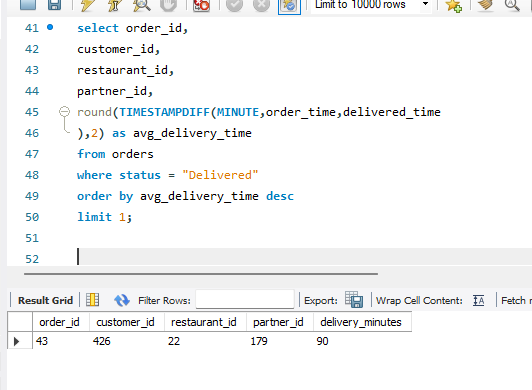 Limit to 10000 rows
41 select order_id,
42 customer_id,
43 restaurant_id,
44 partner_id,
45 round(TIMESTAMPDIFF(MINUTE,order_time,delivered_time
46 ),2) as avg_delivery_time
47 from orders
48 where status = "Delivered"
49 order by avg_delivery_time desc
50 limit 1;
51
52
Result Grid Filter Rows: Export: Wrap Cell Content: IA Fetch r
order_id customer_id restaurant_id partner_id delivery_minutes
43 426 22 179 90